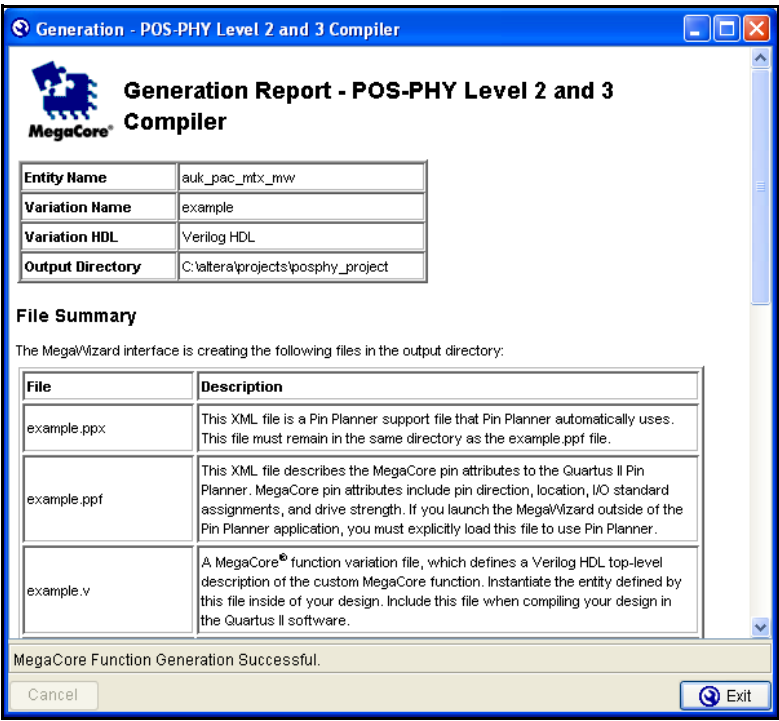 Generation - POS-PHY Level 2 and 3 Compiler
MegaCore®
Generation Report - POS-PHY Level 2 and 3
Compiler
Entity Name auk_pac_mtx_mw
Variation Name example
Variation HDL Verilog HDL
Output Directory C:\altera\projects\posphy_project
File Summary
The MegaWizard interface is creating the following files in the output directory:
File Description
example.ppx
This XML file is a Pin Planner support file that Pin Planner automatically uses.
This file must remain in the same directory as the example.ppf file.
example.ppf
This XML file describes the MegaCore pin attributes to the Quartus II Pin
Planner. MegaCore pin attributes include pin direction, location, I/O standard
assignments, and drive strength. If you launch the MegaWizard outside of the
Pin Planner application, you must explicitly load this file to use Pin Planner.
example.v
A MegaCore® function variation file, which defines a Verilog HDL top-level
description of the custom MegaCore function. Instantiate the entity defined by
this file inside of your design. Include this file when compiling your design in
the Quartus II software.
MegaCore Function Generation Successful.
Cancel
Exit